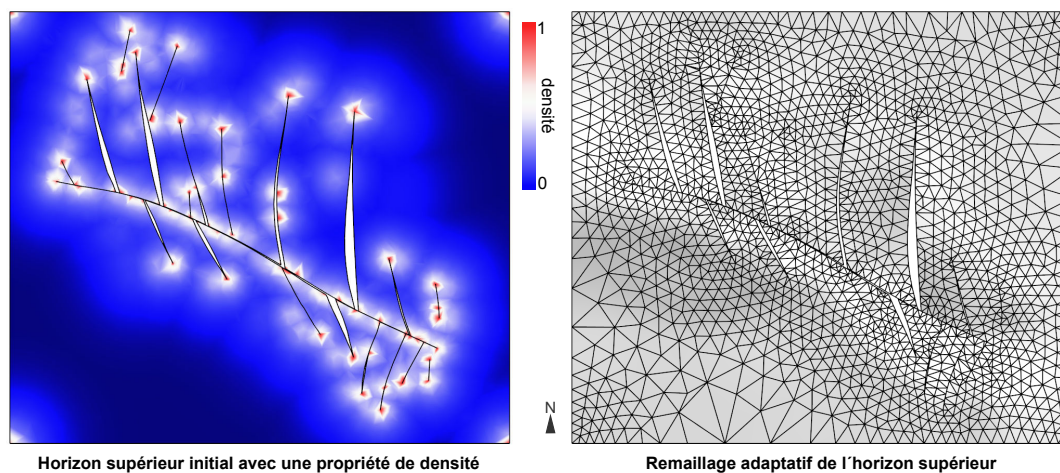 1
densité
0
N
Horizon supérieur initial avec une propriété de densité
Remaillage adaptatif de l´horizon supérieur